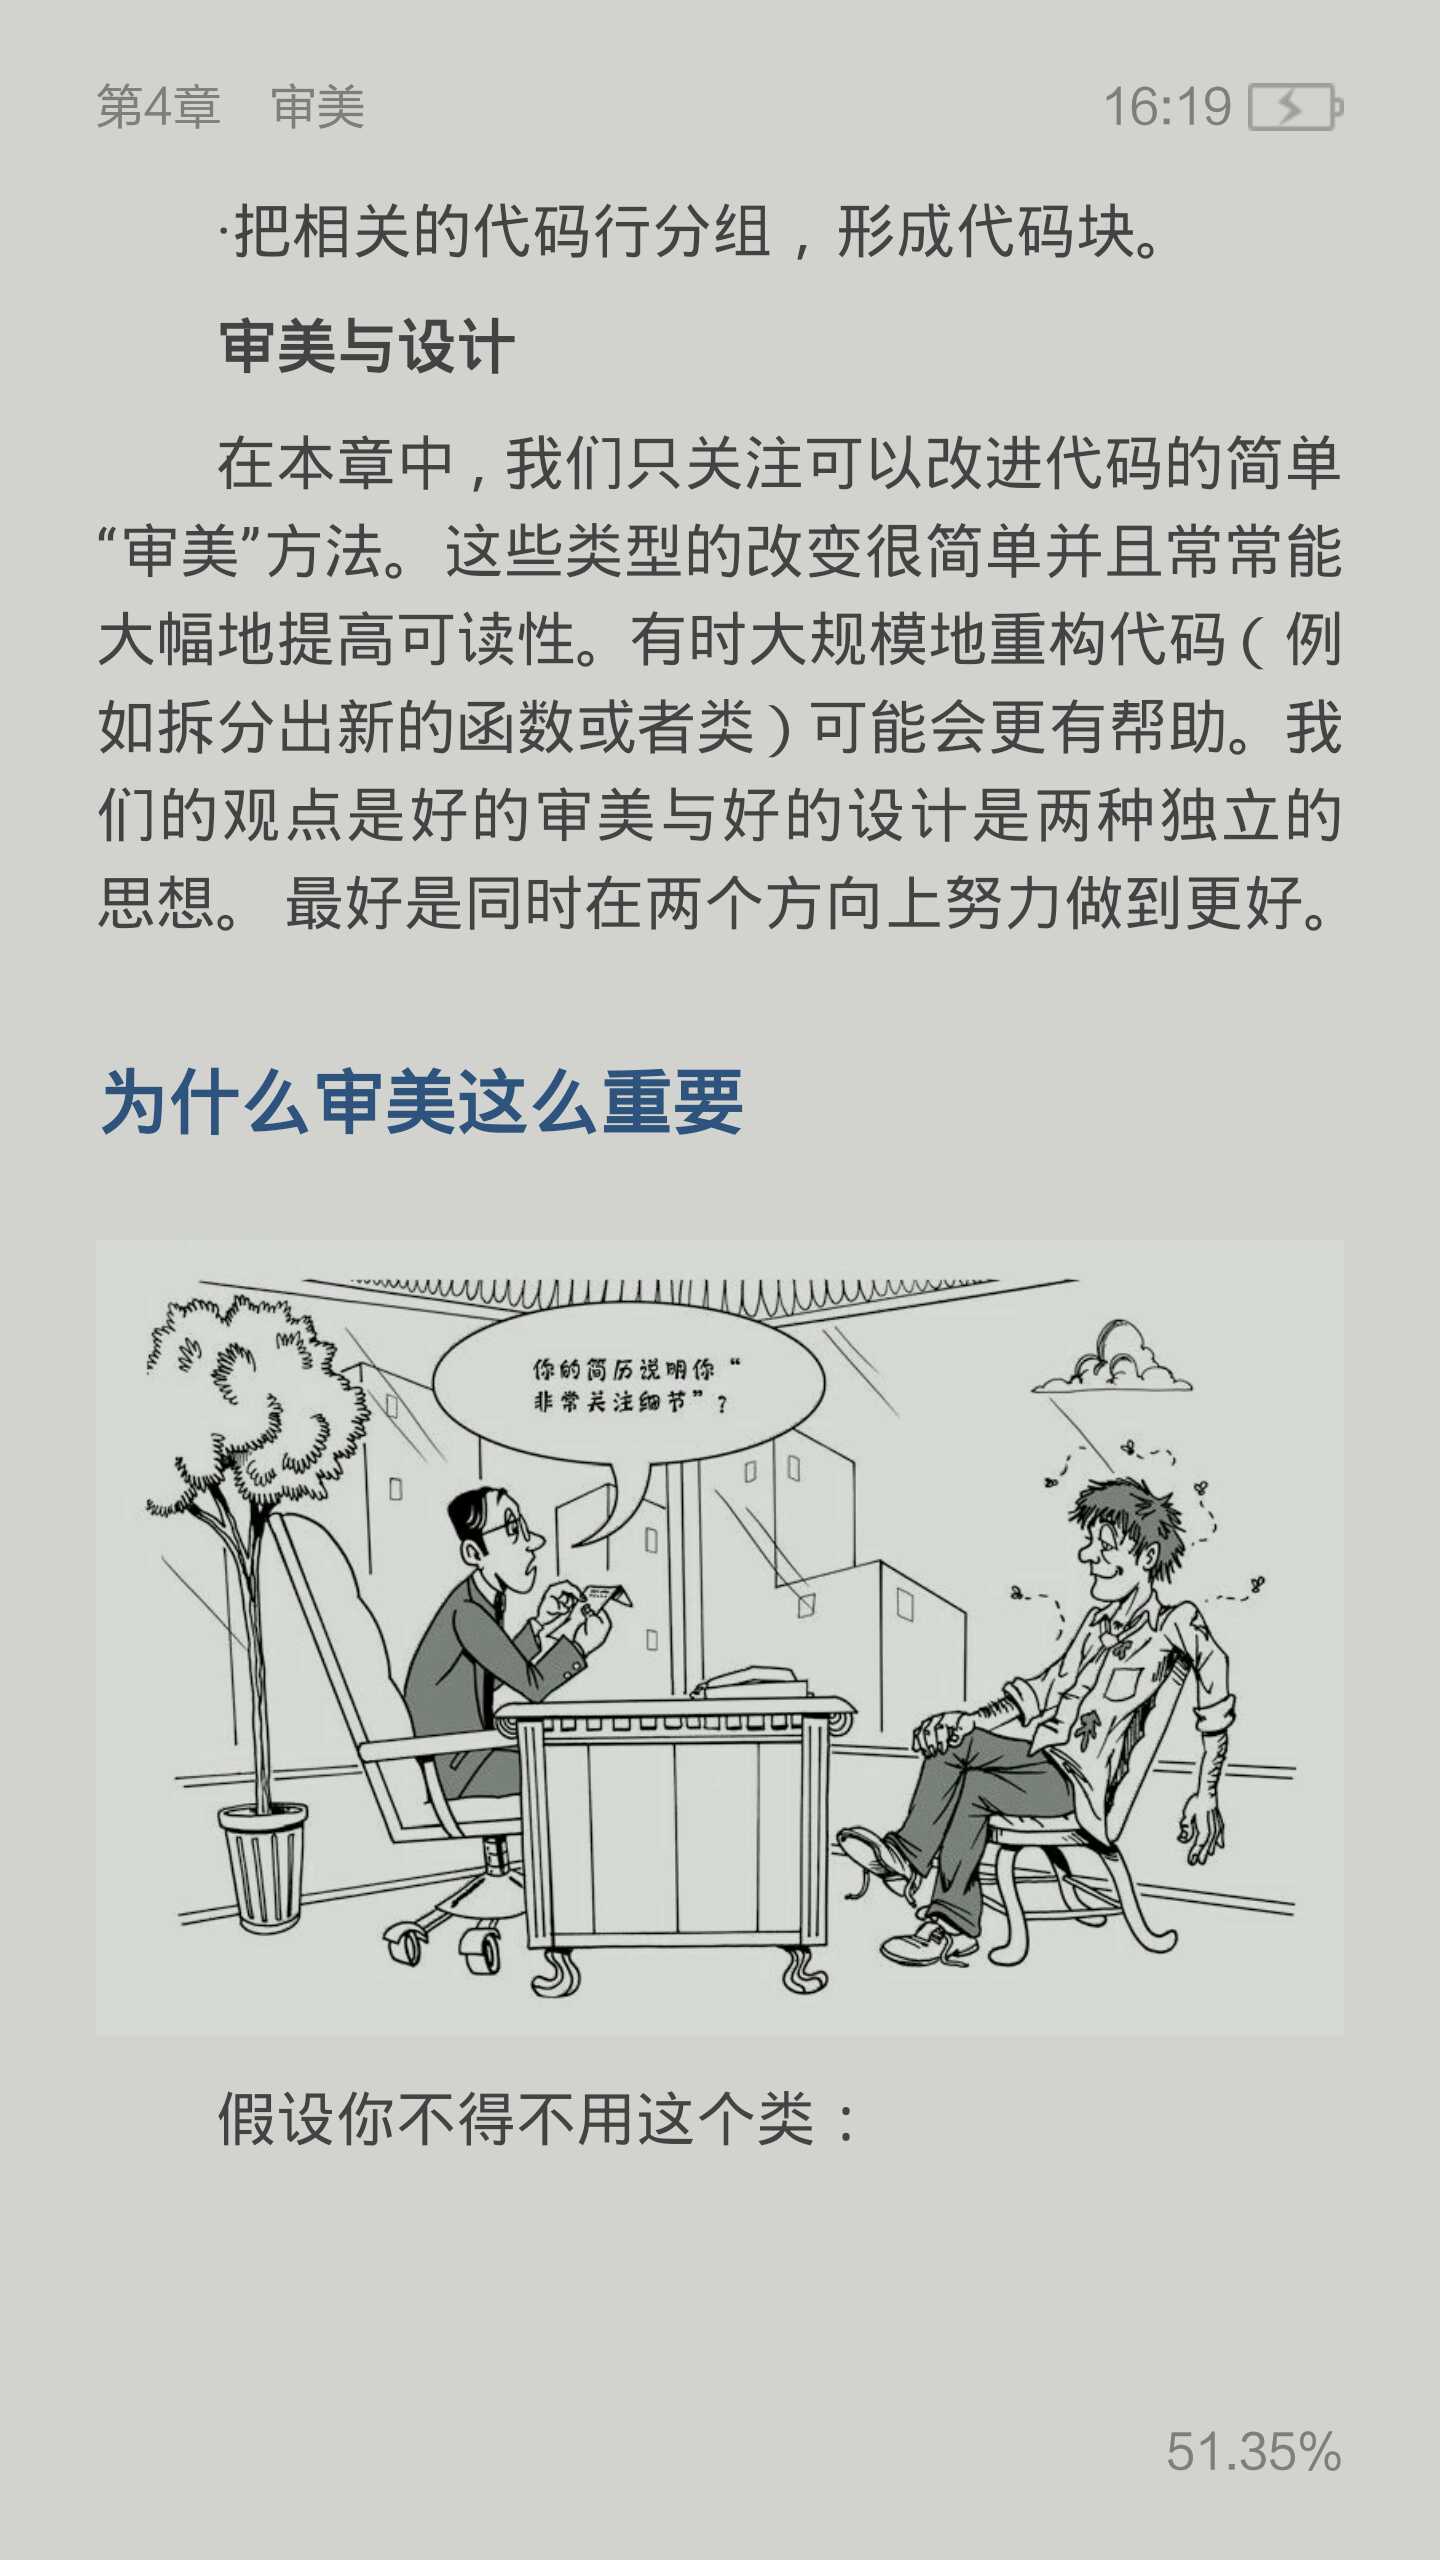 第4章　审美
16:19
·把相关的代码行分组，形成代码块。
审美与设计
在本章中，我们只关注可以改进代码的简单
“审美”方法。这些类型的改变很简单并且常常能
大幅地提高可读性。有时大规模地重构代码（例
如拆分出新的函数或者类）可能会更有帮助。我
们的观点是好的审美与好的设计是两种独立的
思想。 最好是同时在两个方向上努力做到更好。
为什么审美这么重要
你的简历说明你“
非常关注细节”？
假设你不得不用这个类：
51.35%